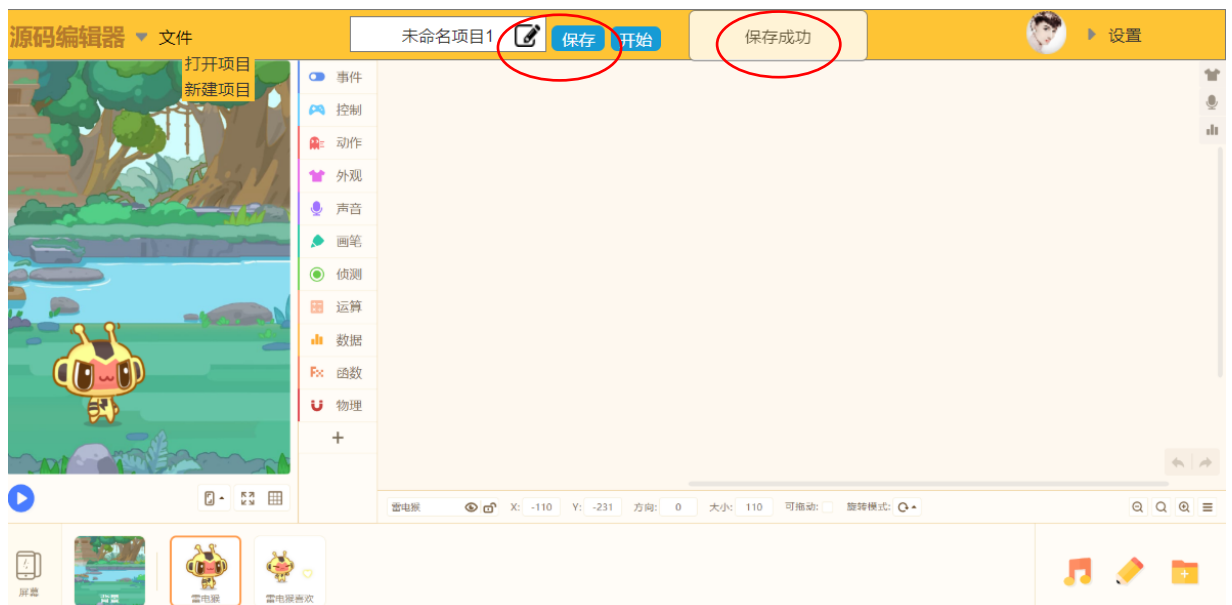 源码编辑器 文件 未命名项目1 保存 开始 保存成功 设置
打开项目
新建项目
事件
控制
动作
外观
声音
画笔
侦测
运算
数据
Fx 函数
物理
+
雷电猴 X: -110 Y: -231 方向: 0 大小: 110 可拖动: 旋转模式:
屏幕 背景 雷电猴 雷电猴喜欢